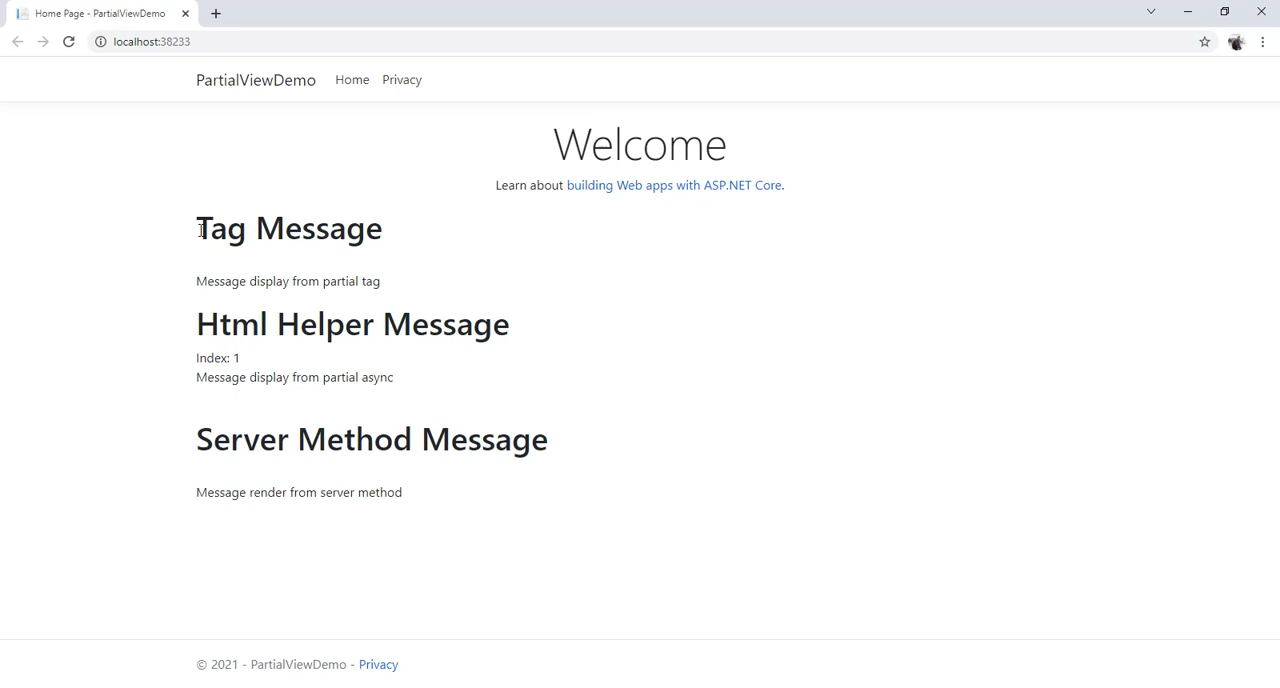 Home Page - PartialViewDemo
localhost:38233
PartialViewDemo Home Privacy
Welcome
Learn about building Web apps with ASP.NET Core.
Tag Message
Message display from partial tag
Html Helper Message
Index: 1
Message display from partial async
Server Method Message
Message render from server method
© 2021 - PartialViewDemo - Privacy